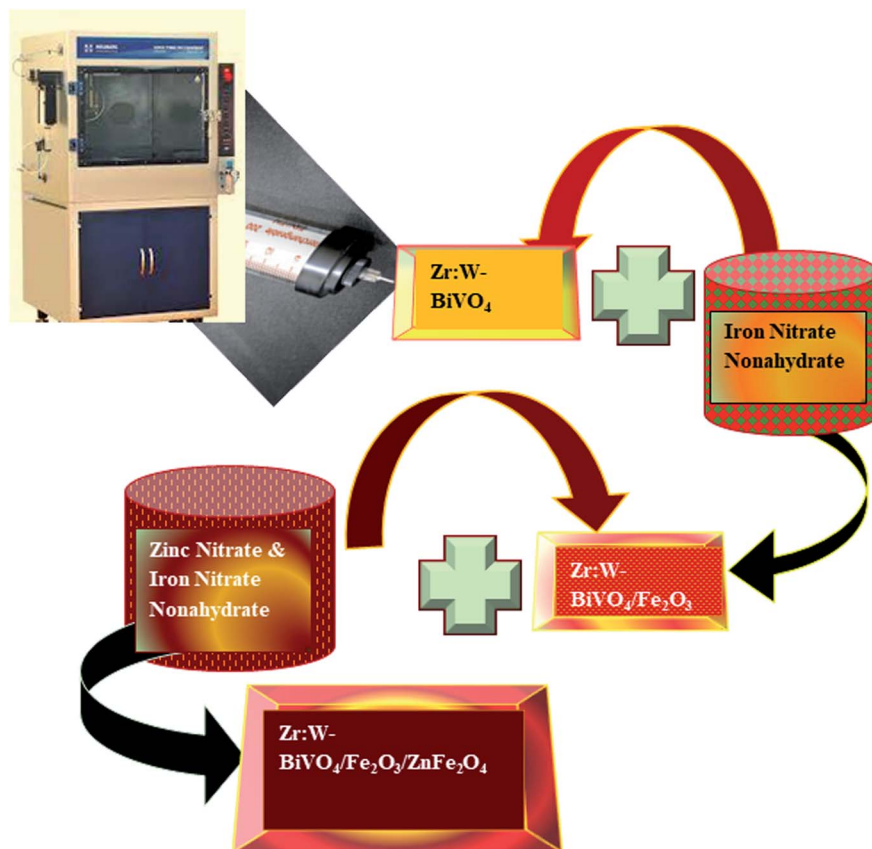 Zr:W-
BiVO₄
Iron Nitrate
Nonahydrate
Zinc Nitrate &
Iron Nitrate
Nonahydrate
Zr:W-
BiVO₄/Fe₂O₃
Zr:W-
BiVO₄/Fe₂O₃/ZnFe₂O₄